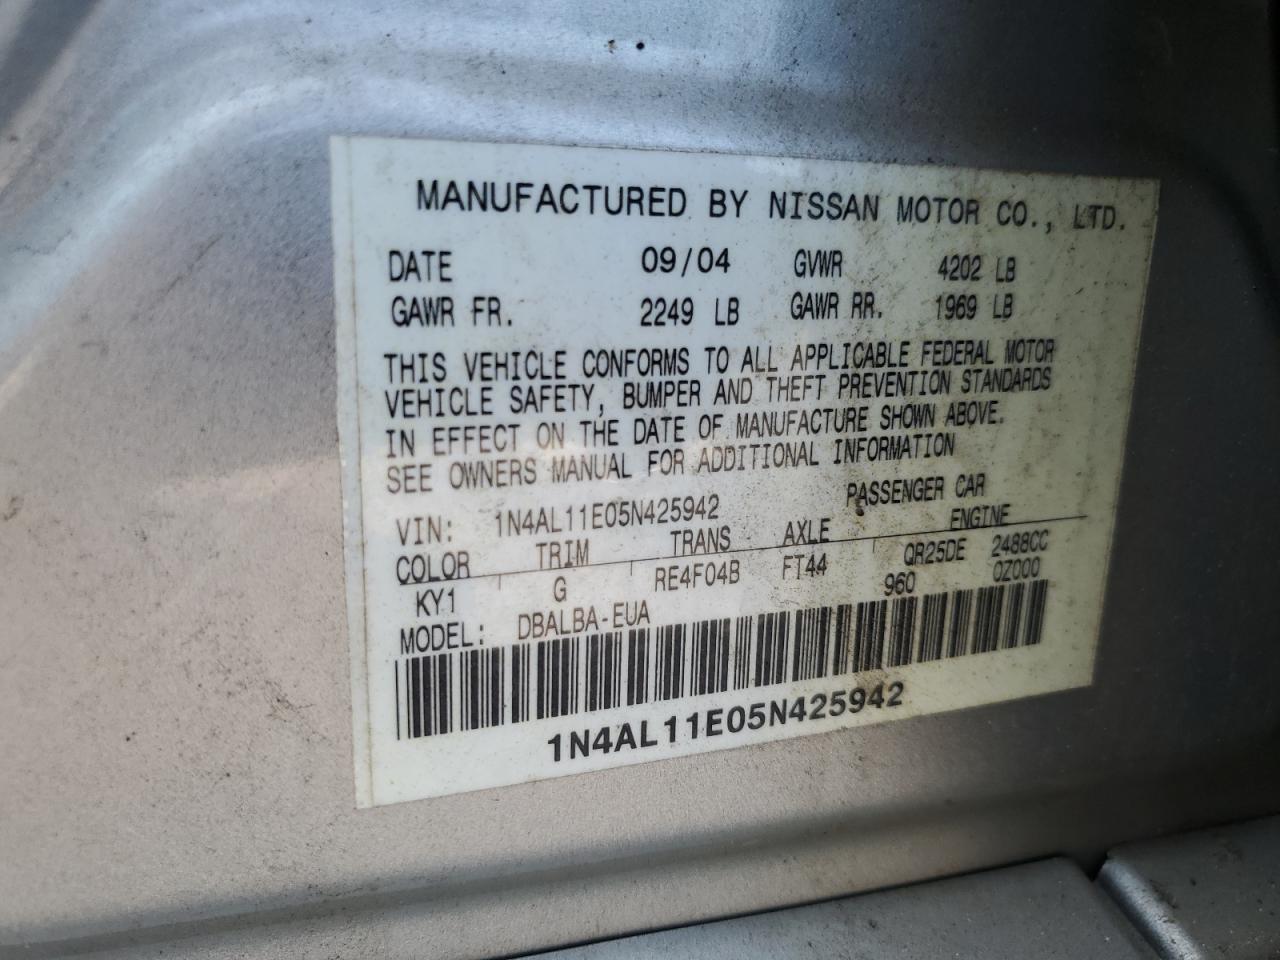 MANUFACTURED BY NISSAN MOTOR CO., LTD.
DATE 09/04 GVWR 4202 LB
GAWR FR. 2249 LB GAWR RR. 1969 LB
THIS VEHICLE CONFORMS TO ALL APPLICABLE FEDERAL MOTOR
VEHICLE SAFETY, BUMPER AND THEFT PREVENTION STANDARDS
IN EFFECT ON THE DATE OF MANUFACTURE SHOWN ABOVE.
SEE OWNERS MANUAL FOR ADDITIONAL INFORMATION
VIN: 1N4AL11E05N425942 PASSENGER CAR
COLOR TRIM TRANS AXLE ENGINE
KY1 G RE4F04B FT44 QR25DE 2488CC
MODEL: DBALBA-EUA 960 0Z000
1N4AL11E05N425942